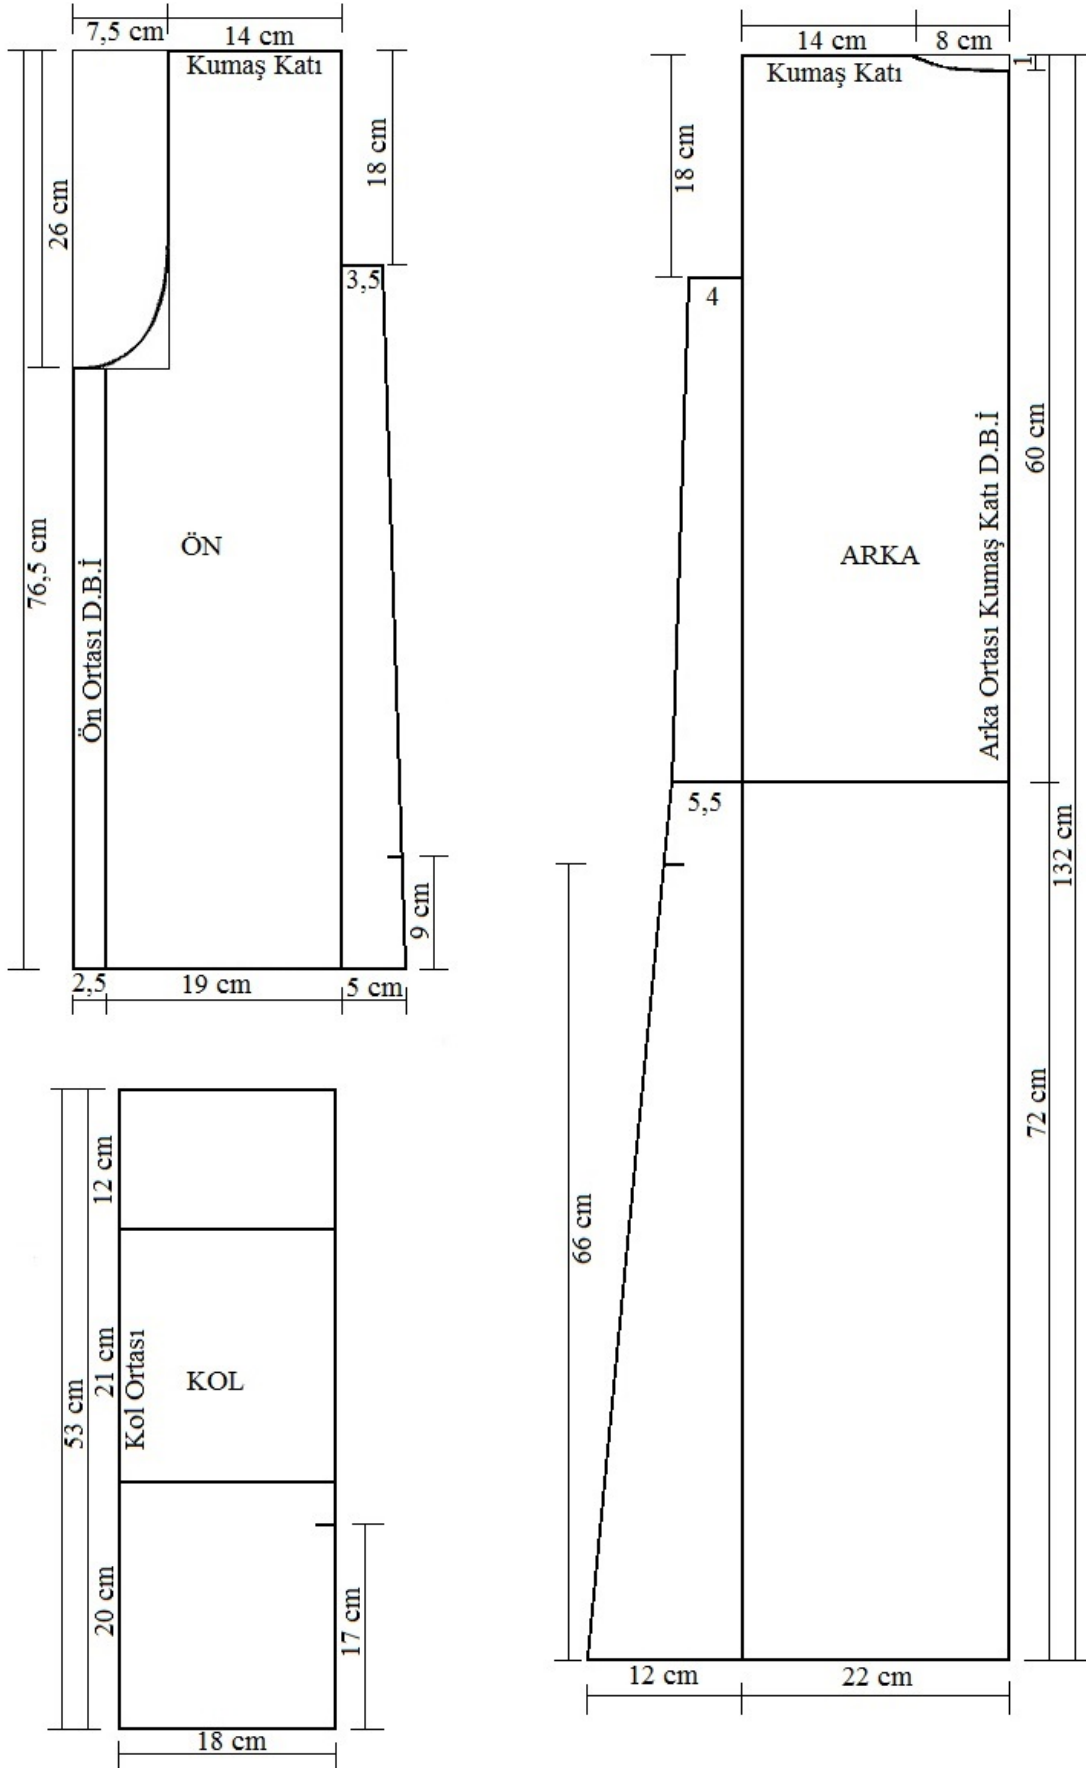 7,5 cm
14 cm
Kumaş Katı
18 cm
26 cm
3,5
76,5 cm
ÖN
Ön Ortası D.B.İ
9 cm
2,5
19 cm
5 cm
14 cm
8 cm
1
Kumaş Katı
18 cm
4
60 cm
Arka Ortası Kumaş Katı D.B.İ
ARKA
5,5
132 cm
72 cm
66 cm
12 cm
22 cm
12 cm
53 cm
21 cm
Kol Ortası
KOL
20 cm
17 cm
18 cm